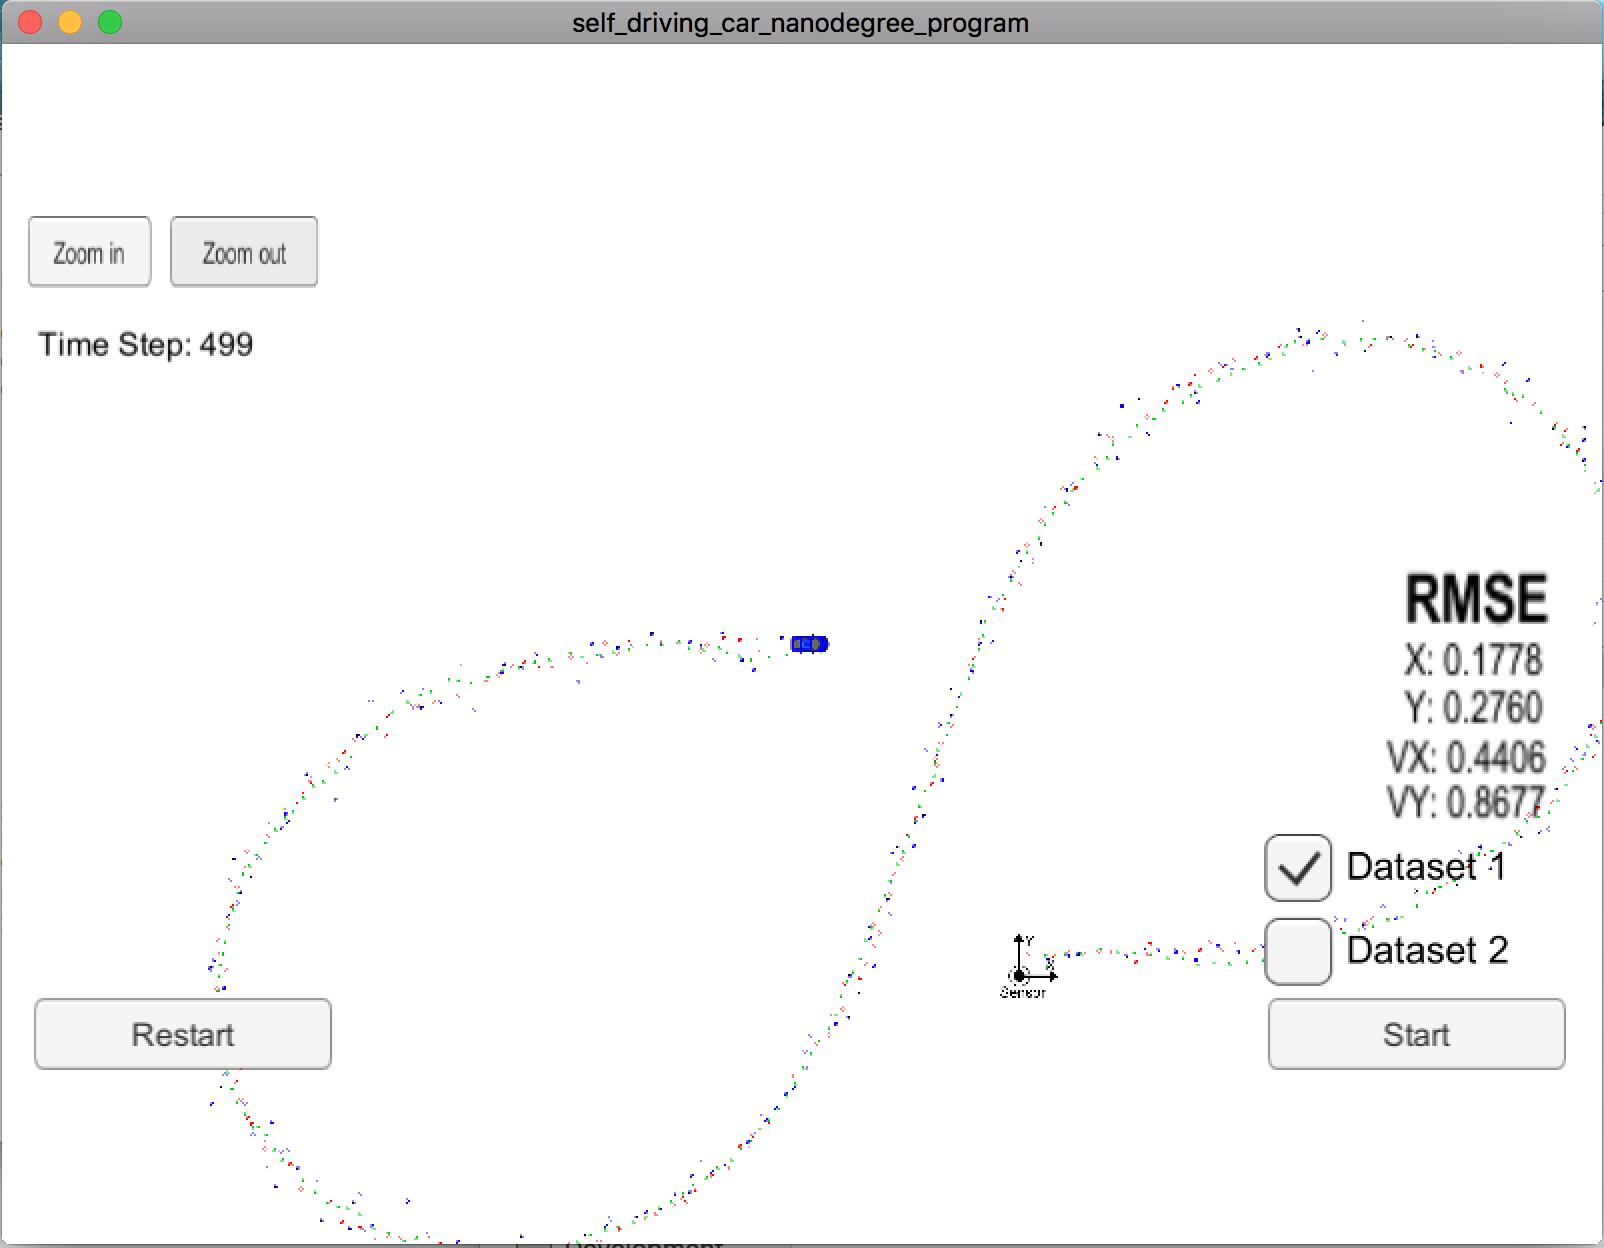 self_driving_car_nanodegree_program
Zoom in
Zoom out
Time Step: 499
RMSE
X: 0.1778
Y: 0.2760
VX: 0.4406
VY: 0.8677
Dataset 1
Dataset 2
Y
X
Sensor
Restart
Start